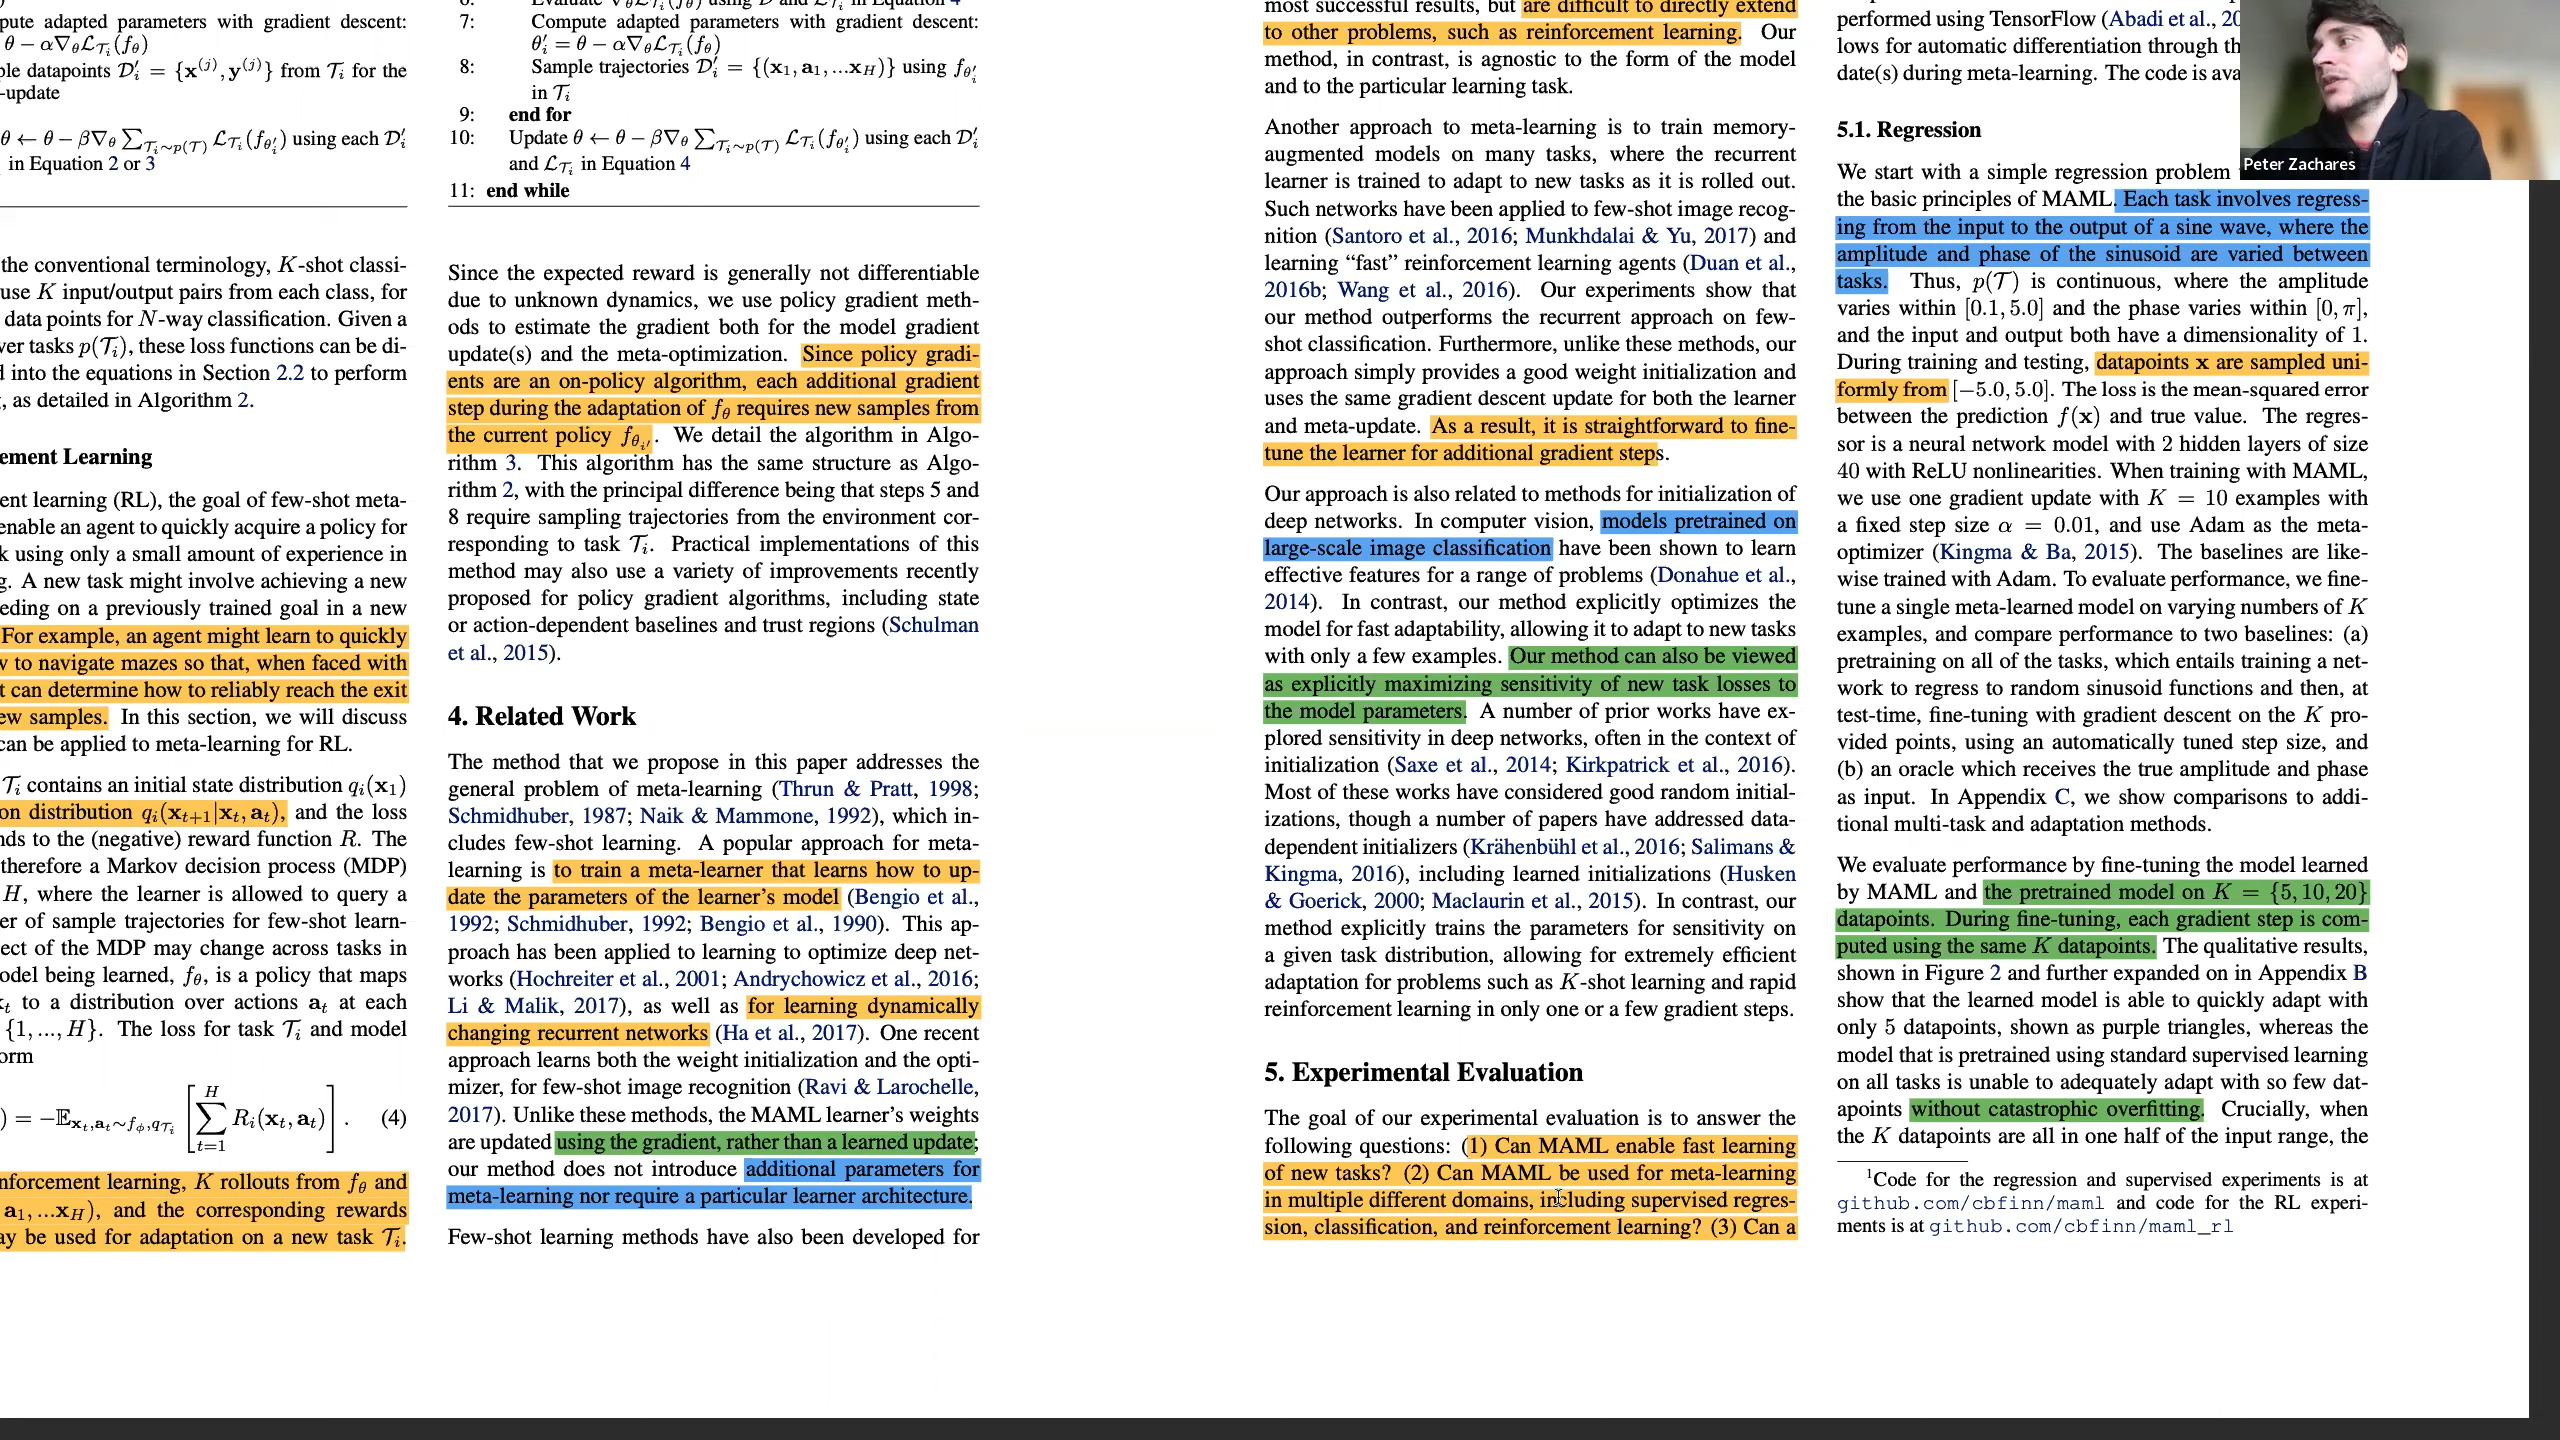 pute adapted parameters with gradient descent:
θ − α∇θL𝒯i(fθ)
ple datapoints D′i = {x(j), y(j)} from 𝒯i for the
-update
θ ← θ − β∇θ ∑𝒯i∼p(𝒯) L𝒯i(fθ′i) using each D′i
in Equation 2 or 3
the conventional terminology, K-shot classi-
use K input/output pairs from each class, for
data points for N-way classification. Given a
ver tasks p(𝒯i), these loss functions can be di-
d into the equations in Section 2.2 to perform
, as detailed in Algorithm 2.
ement Learning
ent learning (RL), the goal of few-shot meta-
enable an agent to quickly acquire a policy for
k using only a small amount of experience in
g. A new task might involve achieving a new
eeding on a previously trained goal in a new
For example, an agent might learn to quickly
w to navigate mazes so that, when faced with
t can determine how to reliably reach the exit
ew samples. In this section, we will discuss
can be applied to meta-learning for RL.
𝒯i contains an initial state distribution qi(x1)
on distribution qi(xt+1|xt, at), and the loss
nds to the (negative) reward function R. The
therefore a Markov decision process (MDP)
H, where the learner is allowed to query a
er of sample trajectories for few-shot learn-
ect of the MDP may change across tasks in
odel being learned, fθ, is a policy that maps
xt to a distribution over actions at at each
{1, ..., H}. The loss for task 𝒯i and model
orm
) = −𝔼xt,at∼fϕ,q𝒯i [∑t=1H Ri(xt, at)]. (4)
nforcement learning, K rollouts from fθ and
a1, ...xH), and the corresponding rewards
ay be used for adaptation on a new task 𝒯i.
7: Compute adapted parameters with gradient descent:
θ′i = θ − α∇θL𝒯i(fθ)
8: Sample trajectories D′i = {(x1, a1, ...xH)} using fθ′i
in 𝒯i
9: end for
10: Update θ ← θ − β∇θ ∑𝒯i∼p(𝒯) L𝒯i(fθ′i) using each D′i
and L𝒯i in Equation 4
11: end while
Since the expected reward is generally not differentiable
due to unknown dynamics, we use policy gradient meth-
ods to estimate the gradient both for the model gradient
update(s) and the meta-optimization. Since policy gradi-
ents are an on-policy algorithm, each additional gradient
step during the adaptation of fθ requires new samples from
the current policy fθi′. We detail the algorithm in Algo-
rithm 3. This algorithm has the same structure as Algo-
rithm 2, with the principal difference being that steps 5 and
8 require sampling trajectories from the environment cor-
responding to task 𝒯i. Practical implementations of this
method may also use a variety of improvements recently
proposed for policy gradient algorithms, including state
or action-dependent baselines and trust regions (Schulman
et al., 2015).
4. Related Work
The method that we propose in this paper addresses the
general problem of meta-learning (Thrun & Pratt, 1998;
Schmidhuber, 1987; Naik & Mammone, 1992), which in-
cludes few-shot learning. A popular approach for meta-
learning is to train a meta-learner that learns how to up-
date the parameters of the learner's model (Bengio et al.,
1992; Schmidhuber, 1992; Bengio et al., 1990). This ap-
proach has been applied to learning to optimize deep net-
works (Hochreiter et al., 2001; Andrychowicz et al., 2016;
Li & Malik, 2017), as well as for learning dynamically
changing recurrent networks (Ha et al., 2017). One recent
approach learns both the weight initialization and the opti-
mizer, for few-shot image recognition (Ravi & Larochelle,
2017). Unlike these methods, the MAML learner's weights
are updated using the gradient, rather than a learned update;
our method does not introduce additional parameters for
meta-learning nor require a particular learner architecture.
Few-shot learning methods have also been developed for
most successful results, but are difficult to directly extend
to other problems, such as reinforcement learning. Our
method, in contrast, is agnostic to the form of the model
and to the particular learning task.
Another approach to meta-learning is to train memory-
augmented models on many tasks, where the recurrent
learner is trained to adapt to new tasks as it is rolled out.
Such networks have been applied to few-shot image recog-
nition (Santoro et al., 2016; Munkhdalai & Yu, 2017) and
learning “fast” reinforcement learning agents (Duan et al.,
2016b; Wang et al., 2016). Our experiments show that
our method outperforms the recurrent approach on few-
shot classification. Furthermore, unlike these methods, our
approach simply provides a good weight initialization and
uses the same gradient descent update for both the learner
and meta-update. As a result, it is straightforward to fine-
tune the learner for additional gradient steps.
Our approach is also related to methods for initialization of
deep networks. In computer vision, models pretrained on
large-scale image classification have been shown to learn
effective features for a range of problems (Donahue et al.,
2014). In contrast, our method explicitly optimizes the
model for fast adaptability, allowing it to adapt to new tasks
with only a few examples. Our method can also be viewed
as explicitly maximizing sensitivity of new task losses to
the model parameters. A number of prior works have ex-
plored sensitivity in deep networks, often in the context of
initialization (Saxe et al., 2014; Kirkpatrick et al., 2016).
Most of these works have considered good random initial-
izations, though a number of papers have addressed data-
dependent initializers (Krähenbühl et al., 2016; Salimans &
Kingma, 2016), including learned initializations (Husken
& Goerick, 2000; Maclaurin et al., 2015). In contrast, our
method explicitly trains the parameters for sensitivity on
a given task distribution, allowing for extremely efficient
adaptation for problems such as K-shot learning and rapid
reinforcement learning in only one or a few gradient steps.
5. Experimental Evaluation
The goal of our experimental evaluation is to answer the
following questions: (1) Can MAML enable fast learning
of new tasks? (2) Can MAML be used for meta-learning
in multiple different domains, including supervised regres-
sion, classification, and reinforcement learning? (3) Can a
performed using TensorFlow (Abadi et al., 20
lows for automatic differentiation through th
date(s) during meta-learning. The code is ava
5.1. Regression
We start with a simple regression problem
the basic principles of MAML. Each task involves regress-
ing from the input to the output of a sine wave, where the
amplitude and phase of the sinusoid are varied between
tasks. Thus, p(𝒯) is continuous, where the amplitude
varies within [0.1, 5.0] and the phase varies within [0, π],
and the input and output both have a dimensionality of 1.
During training and testing, datapoints x are sampled uni-
formly from [−5.0, 5.0]. The loss is the mean-squared error
between the prediction f(x) and true value. The regres-
sor is a neural network model with 2 hidden layers of size
40 with ReLU nonlinearities. When training with MAML,
we use one gradient update with K = 10 examples with
a fixed step size α = 0.01, and use Adam as the meta-
optimizer (Kingma & Ba, 2015). The baselines are like-
wise trained with Adam. To evaluate performance, we fine-
tune a single meta-learned model on varying numbers of K
examples, and compare performance to two baselines: (a)
pretraining on all of the tasks, which entails training a net-
work to regress to random sinusoid functions and then, at
test-time, fine-tuning with gradient descent on the K pro-
vided points, using an automatically tuned step size, and
(b) an oracle which receives the true amplitude and phase
as input. In Appendix C, we show comparisons to addi-
tional multi-task and adaptation methods.
We evaluate performance by fine-tuning the model learned
by MAML and the pretrained model on K = {5, 10, 20}
datapoints. During fine-tuning, each gradient step is com-
puted using the same K datapoints. The qualitative results,
shown in Figure 2 and further expanded on in Appendix B
show that the learned model is able to quickly adapt with
only 5 datapoints, shown as purple triangles, whereas the
model that is pretrained using standard supervised learning
on all tasks is unable to adequately adapt with so few dat-
apoints without catastrophic overfitting. Crucially, when
the K datapoints are all in one half of the input range, the
1Code for the regression and supervised experiments is at
github.com/cbfinn/maml and code for the RL experi-
ments is at github.com/cbfinn/maml_rl
Peter Zachares